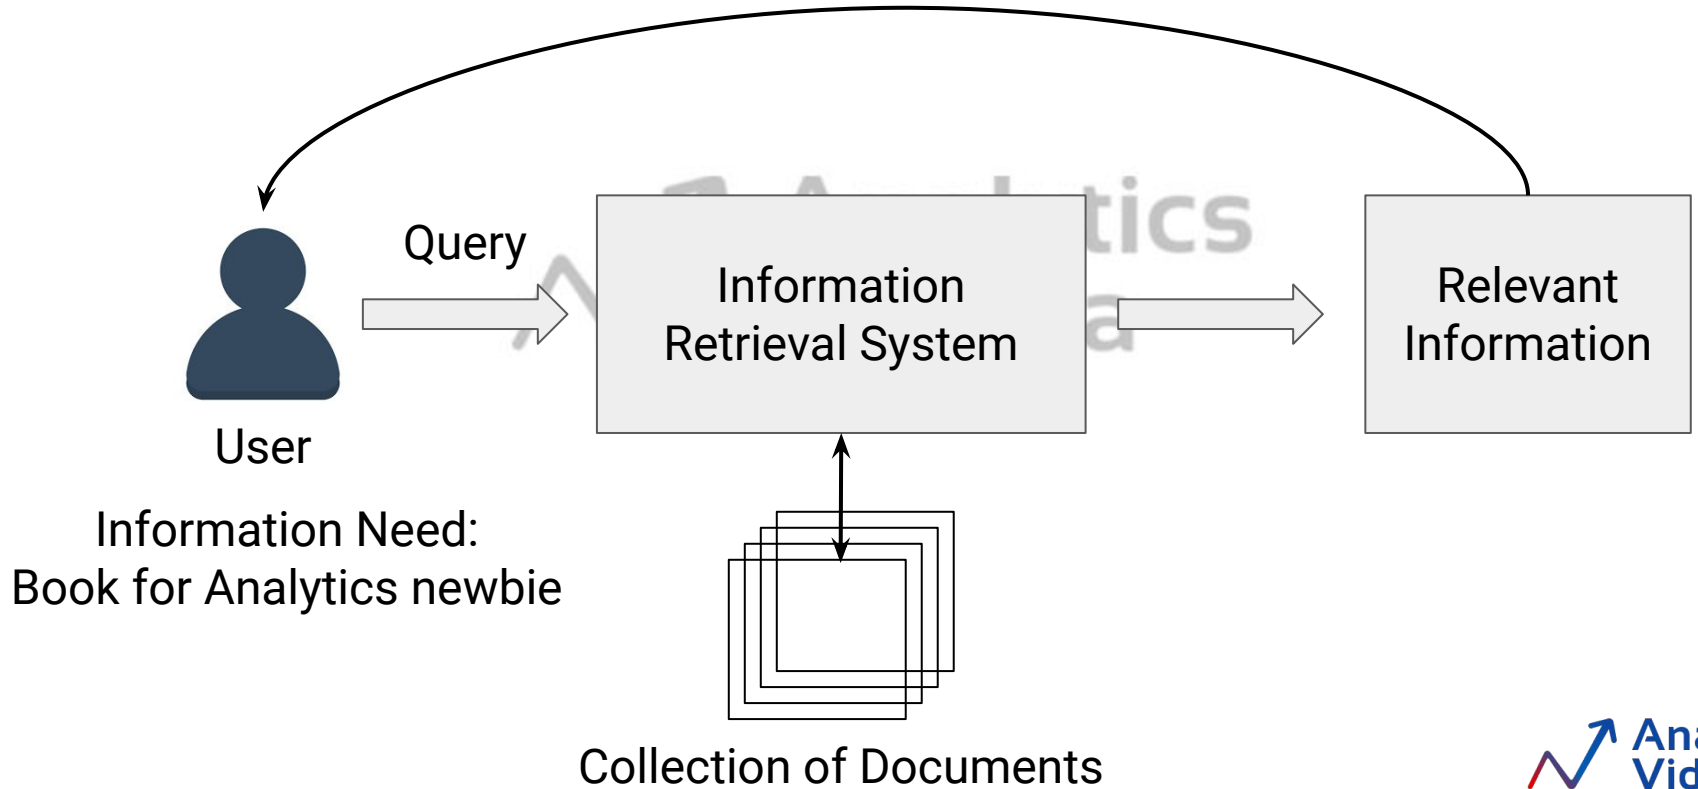 Query
Information
Retrieval System
Relevant
Information
User
Information Need:
Book for Analytics newbie
Collection of Documents